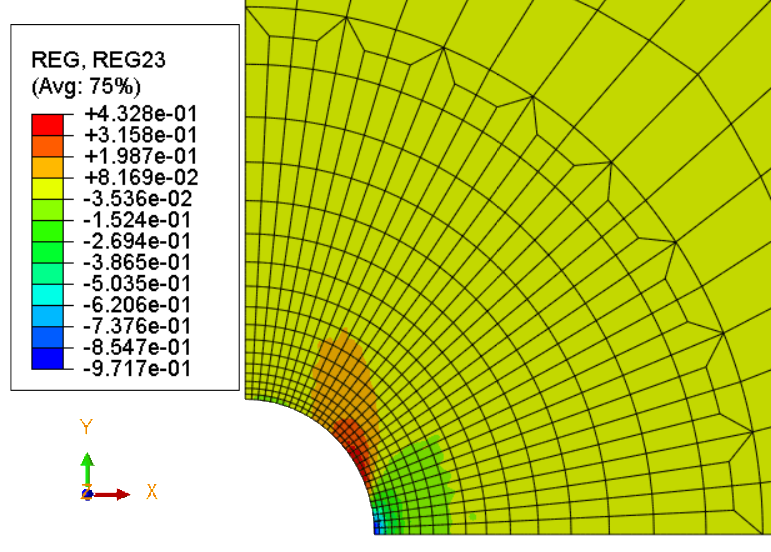 REG, REG23
(Avg: 75%)
+4.328e-01
+3.158e-01
+1.987e-01
+8.169e-02
-3.536e-02
-1.524e-01
-2.694e-01
-3.865e-01
-5.035e-01
-6.206e-01
-7.376e-01
-8.547e-01
-9.717e-01
Y
Z X